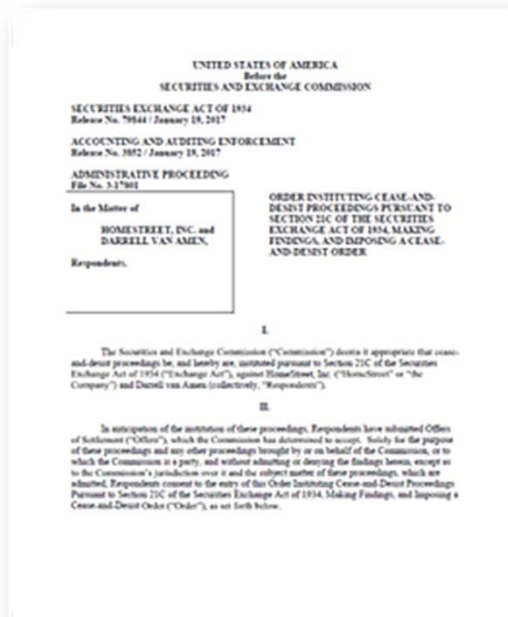 UNITED STATES OF AMERICA
Before the
SECURITIES AND EXCHANGE COMMISSION
SECURITIES EXCHANGE ACT OF 1934
Release No. 79844 / January 19, 2017
ACCOUNTING AND AUDITING ENFORCEMENT
Release No. 3852 / January 19, 2017
ADMINISTRATIVE PROCEEDING
File No. 3-17801
In the Matter of
HOMESTREET, INC. and
DARRELL VAN AMEN,
Respondents.
ORDER INSTITUTING CEASE-AND-
DESIST PROCEEDINGS PURSUANT TO
SECTION 21C OF THE SECURITIES
EXCHANGE ACT OF 1934, MAKING
FINDINGS, AND IMPOSING A CEASE-
AND-DESIST ORDER
I.
The Securities and Exchange Commission ("Commission") deems it appropriate that cease-
and-desist proceedings be, and hereby are, instituted pursuant to Section 21C of the Securities
Exchange Act of 1934 ("Exchange Act"), against HomeStreet, Inc. ("HomeStreet" or "the
Company") and Darrell van Amen (collectively, "Respondents").
II.
In anticipation of the institution of these proceedings, Respondents have submitted Offers
of Settlement ("Offers"), which the Commission has determined to accept. Solely for the purpose
of these proceedings and any other proceedings brought by or on behalf of the Commission, or to
which the Commission is a party, and without admitting or denying the findings herein, except as
to the Commission's jurisdiction over it and the subject matter of these proceedings, which are
admitted, Respondents consent to the entry of this Order Instituting Cease-and-Desist Proceedings
Pursuant to Section 21C of the Securities Exchange Act of 1934, Making Findings, and Imposing a
Cease-and-Desist Order ("Order"), as set forth below.